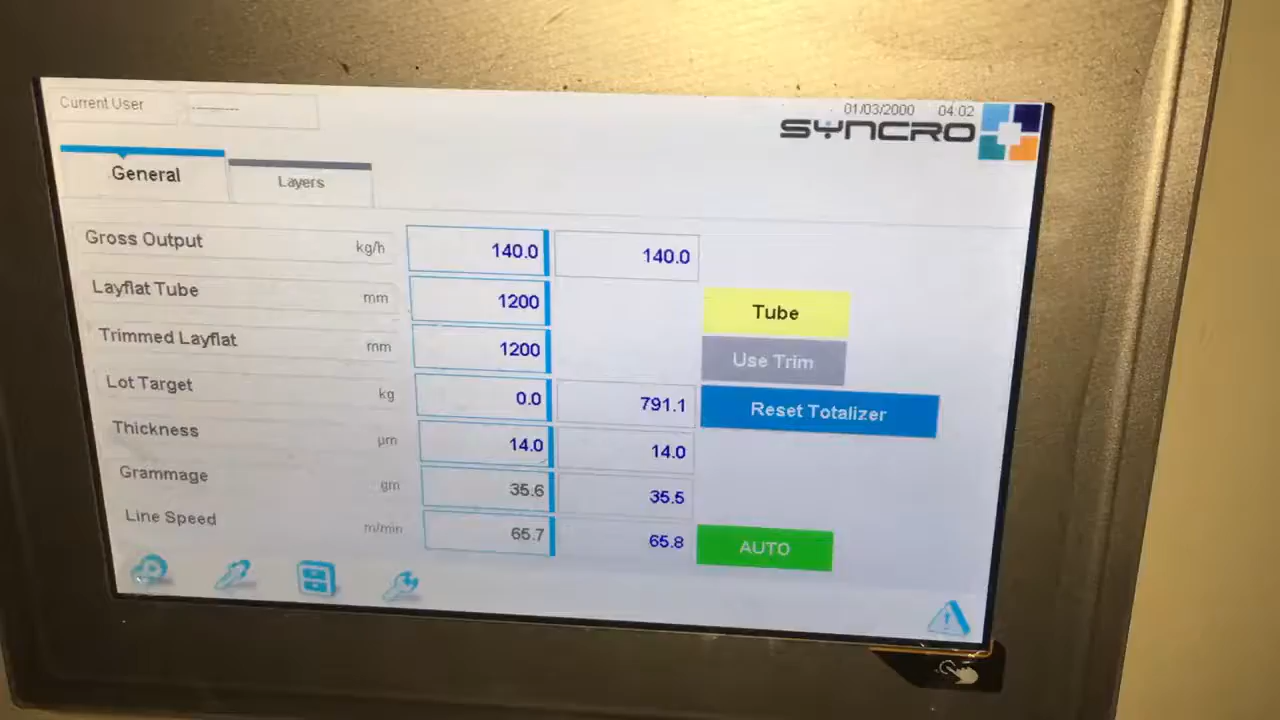 Current User --------- 01/03/2000 04:02
SYNCRO
General Layers
Gross Output kg/h 140.0 140.0
Layflat Tube mm 1200 Tube
Trimmed Layflat mm 1200 Use Trim
Lot Target kg 0.0 791.1 Reset Totalizer
Thickness µm 14.0 14.0
Grammage gm 35.6 35.5
Line Speed m/min 65.7 65.8 AUTO